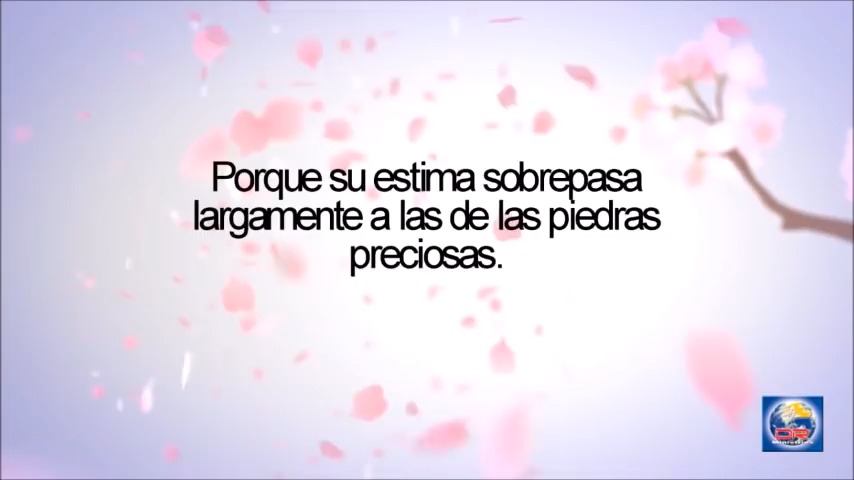 Porque su estima sobrepasa
largamente a las de las piedras
preciosas.